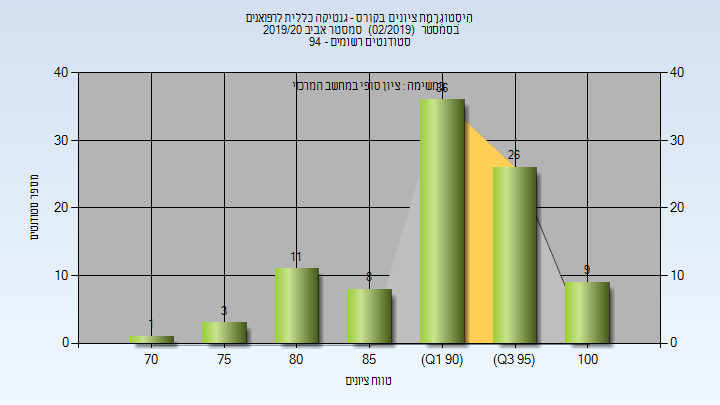 היסטוגרמת ציונים בקורס - גנטיקה כללית לרפואנים
בסמסטר (02/2019) סמסטר אביב 2019/20
סטודנטים רשומים - 94
מטימה : ציון סופי במחשב המרכזי
40 40
30 30
20 20
10 10
0 0
1 3 11 8 36 26 9
70 75 80 85 (Q1 90) (Q3 95) 100
מספר סטודנטים
טווח ציונים